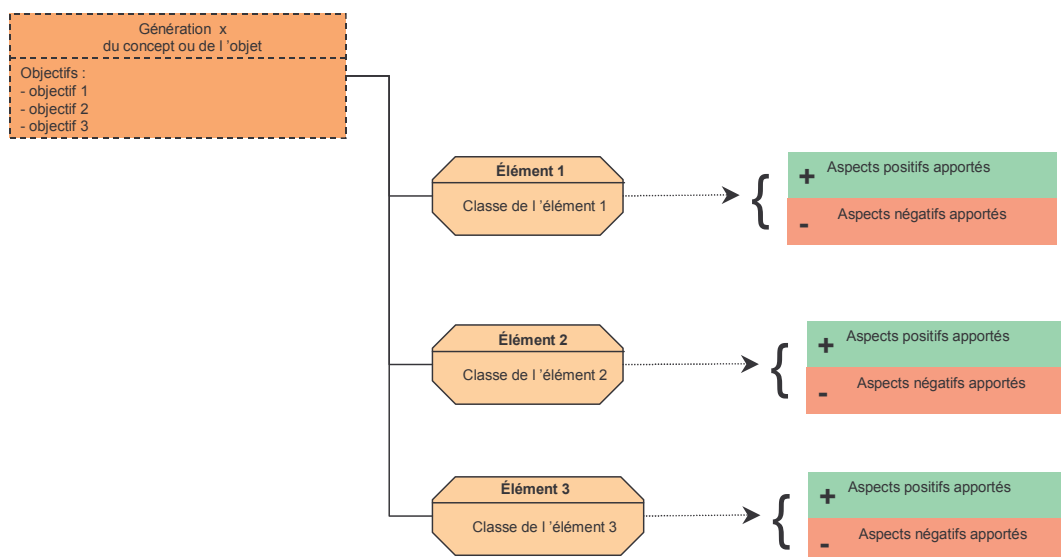 Génération x
du concept ou de l 'objet
Objectifs :
- objectif 1
- objectif 2
- objectif 3
Élément 1
Classe de l 'élément 1
+ Aspects positifs apportés
- Aspects négatifs apportés
Élément 2
Classe de l 'élément 2
+ Aspects positifs apportés
- Aspects négatifs apportés
Élément 3
Classe de l 'élément 3
+ Aspects positifs apportés
- Aspects négatifs apportés